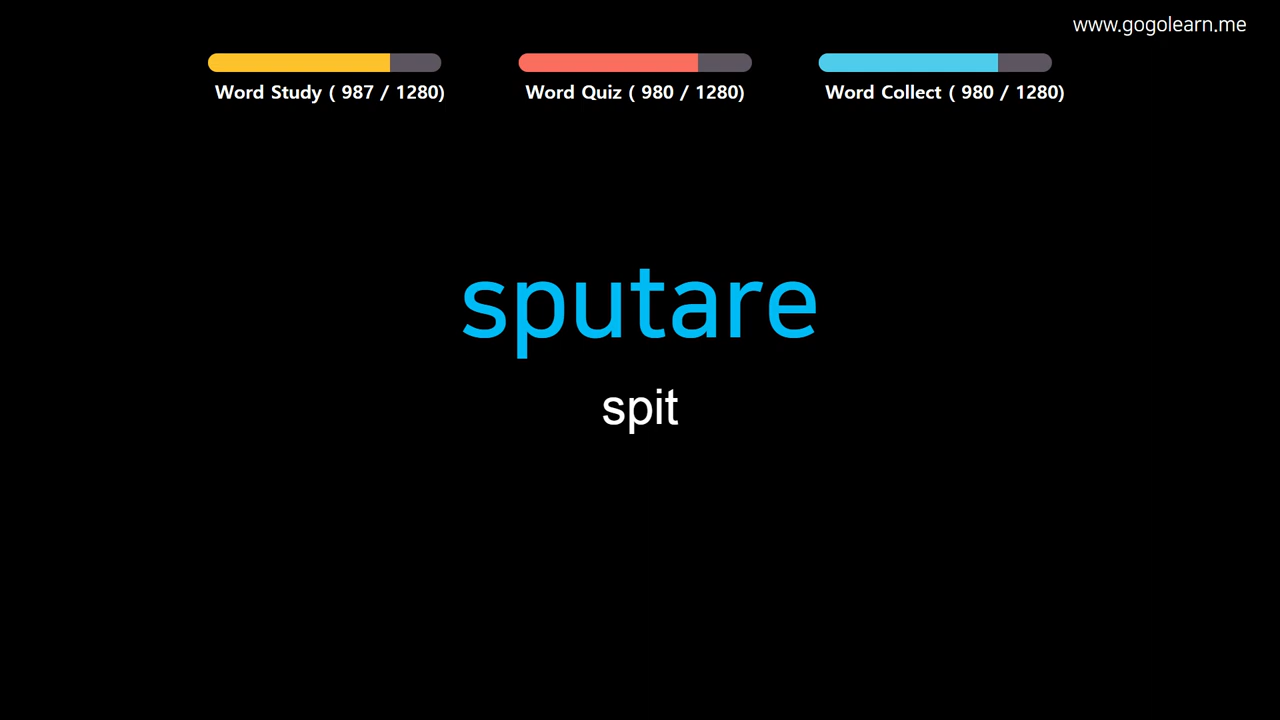 www.gogolearn.me
Word Study ( 987 / 1280)
Word Quiz ( 980 / 1280)
Word Collect ( 980 / 1280)
sputare
spit